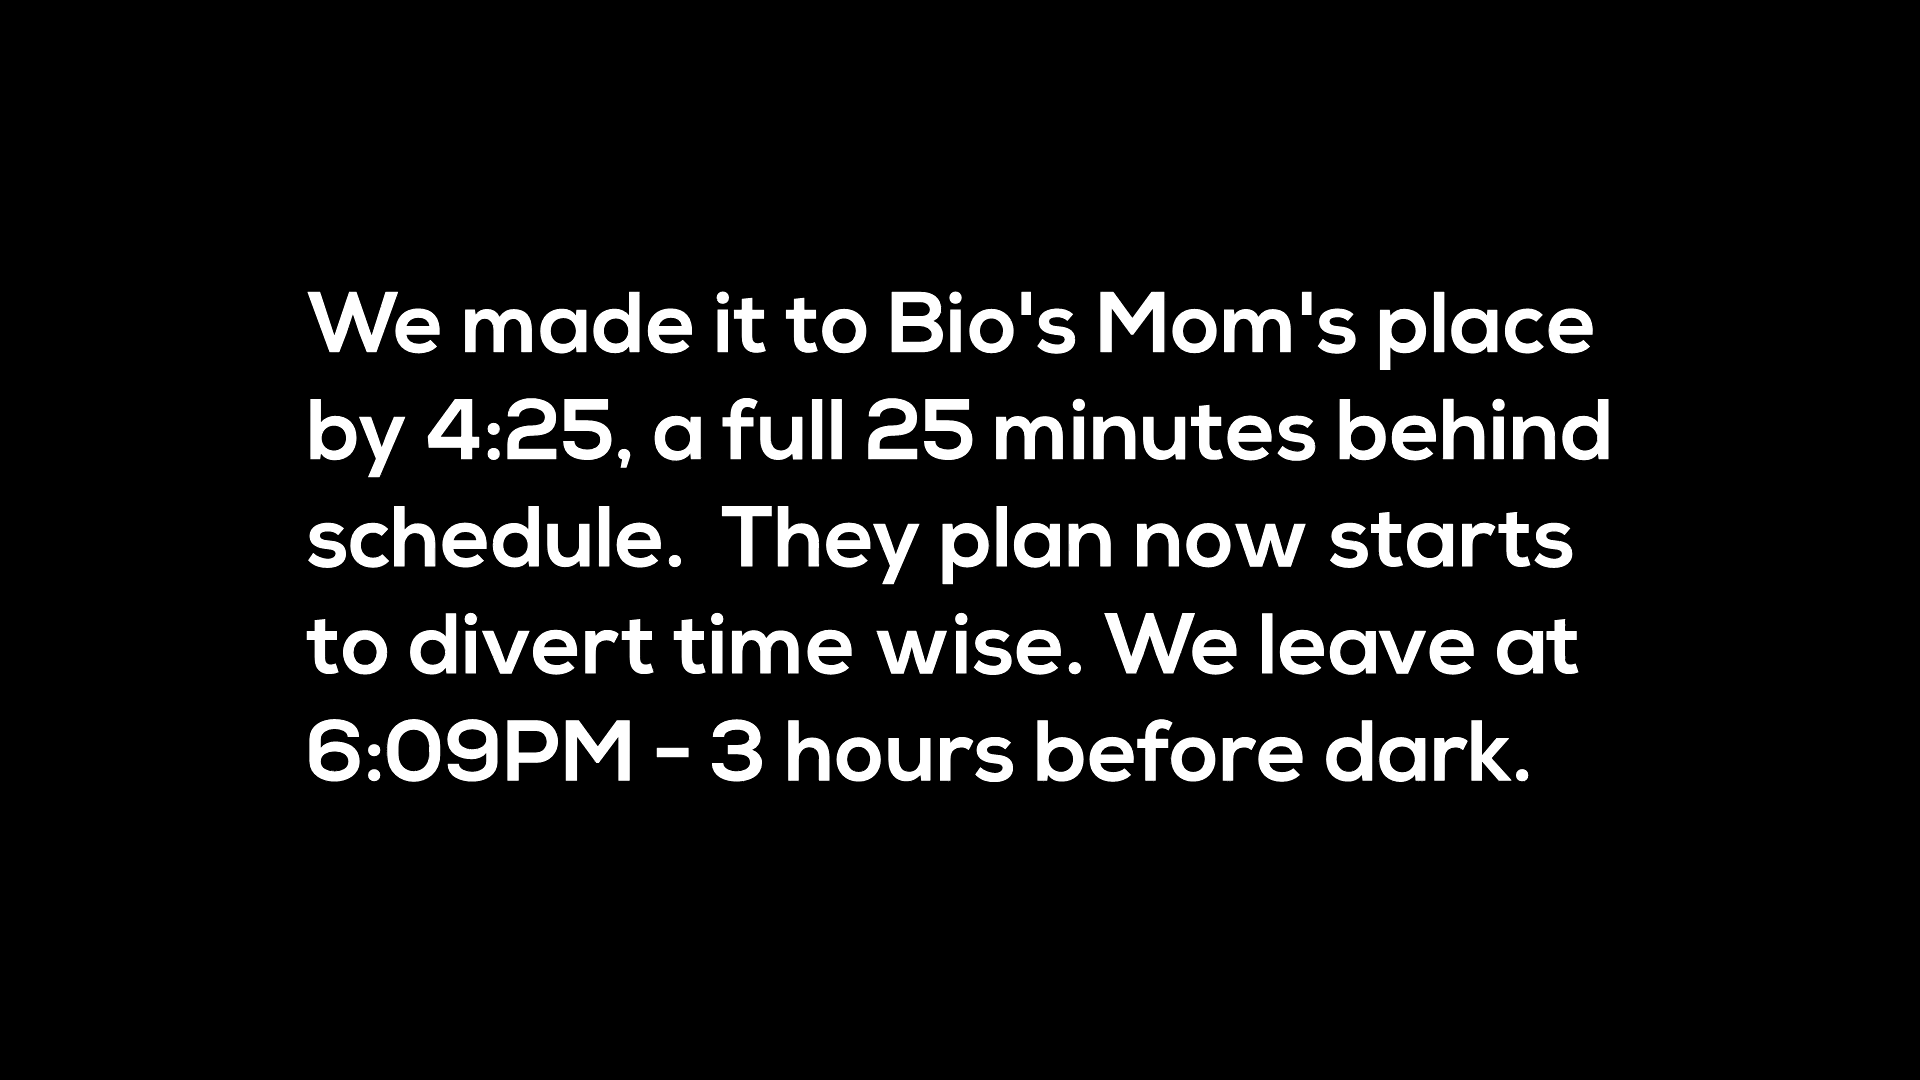 We made it to Bio's Mom's place
by 4:25, a full 25 minutes behind
schedule.  They plan now starts
to divert time wise. We leave at
6:09PM - 3 hours before dark.